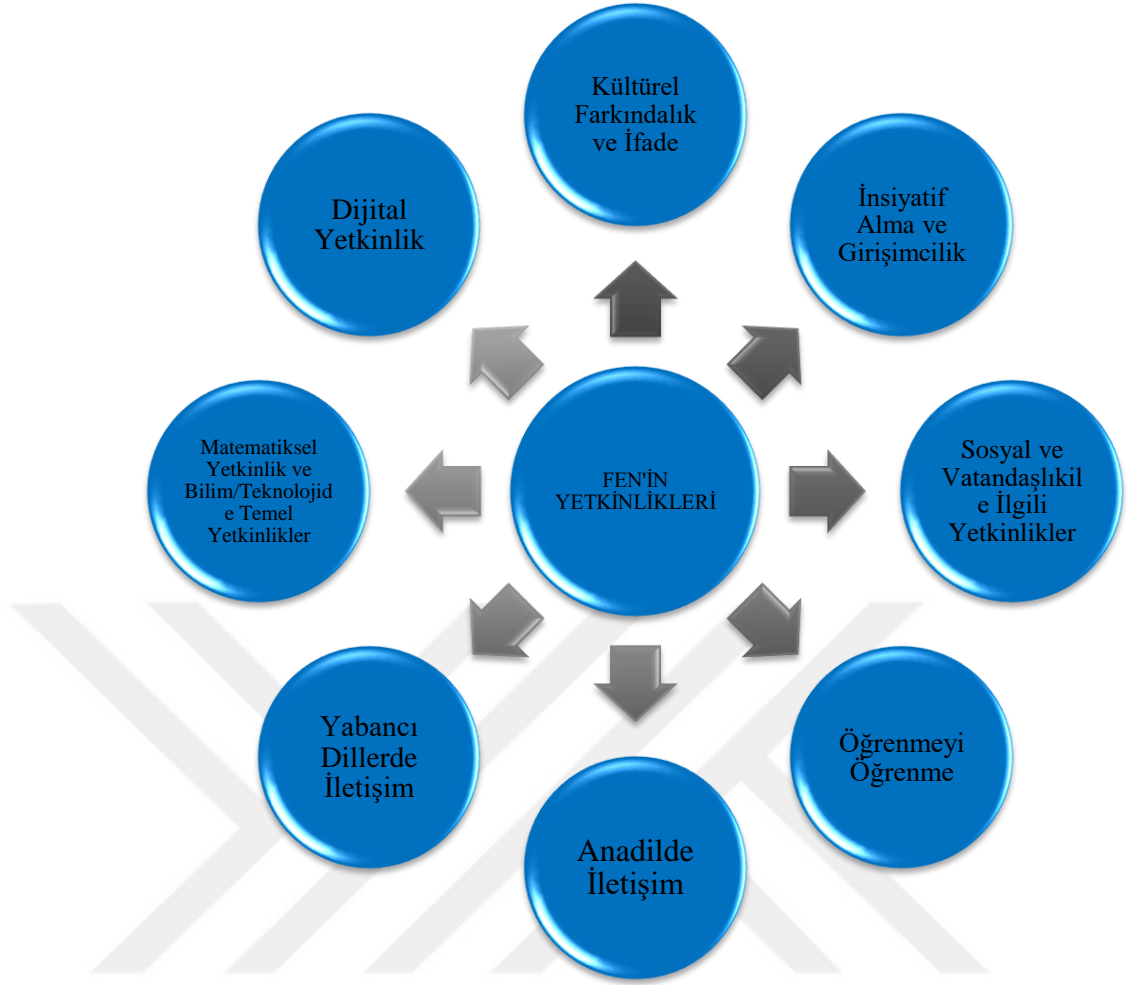 Kültürel
Farkındalık
ve İfade
İnsiyatif
Alma ve
Girişimcilik
Sosyal ve
Vatandaşlıkil
e İlgili
Yetkinlikler
Öğrenmeyi
Öğrenme
Anadilde
İletişim
Yabancı
Dillerde
İletişim
Matematiksel
Yetkinlik ve
Bilim/Teknolojid
e Temel
Yetkinlikler
Dijital
Yetkinlik
FEN'İN
YETKİNLİKLERİ